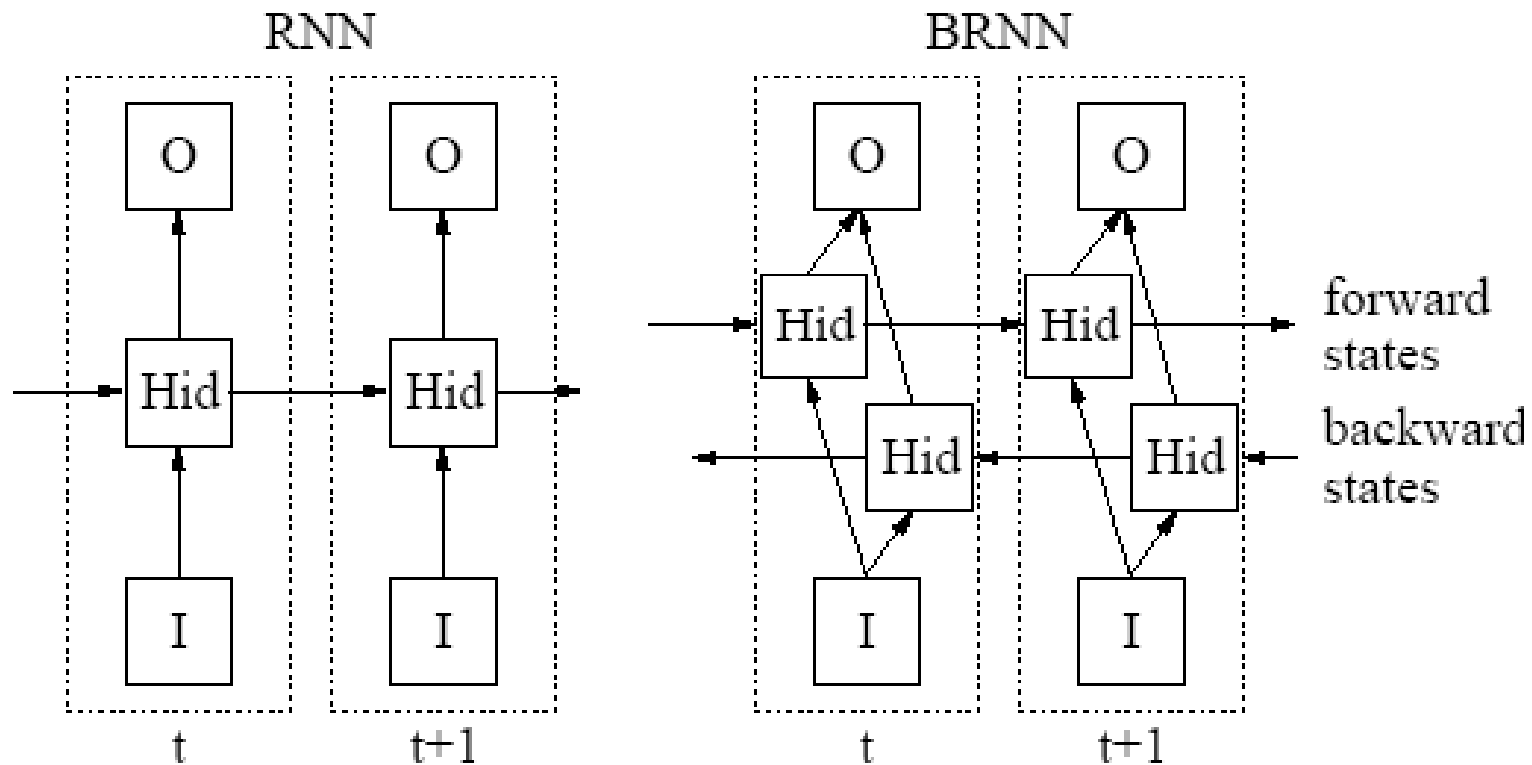 RNN
O
O
Hid
Hid
I
I
t
t+1
BRNN
O
O
Hid
Hid
forward
states
Hid
Hid
backward
states
I
I
t
t+1